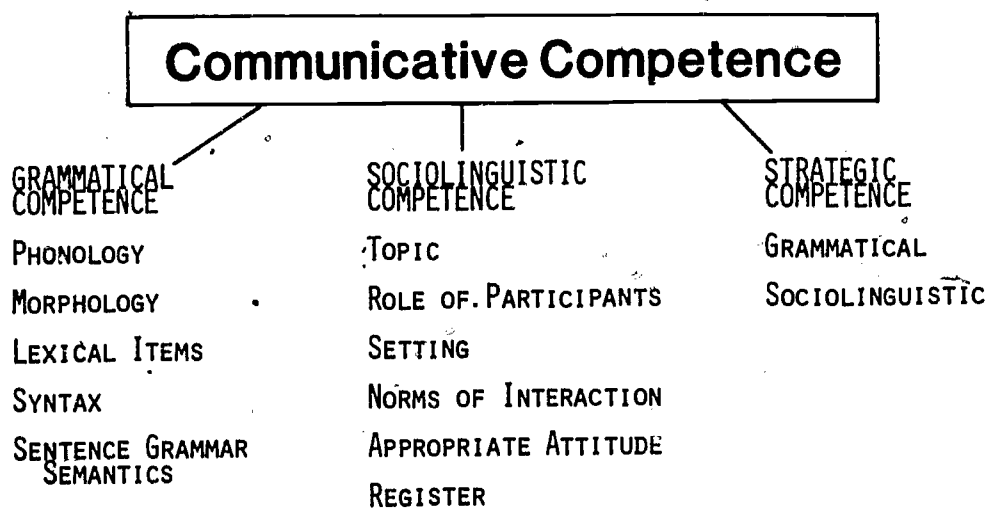 Communicative Competence
GRAMMATICAL
COMPETENCE
PHONOLOGY
MORPHOLOGY
LEXICAL ITEMS
SYNTAX
SENTENCE GRAMMAR
SEMANTICS
SOCIOLINGUISTIC
COMPETENCE
TOPIC
ROLE OF PARTICIPANTS
SETTING
NORMS OF INTERACTION
APPROPRIATE ATTITUDE
REGISTER
STRATEGIC
COMPETENCE
GRAMMATICAL
SOCIOLINGUISTIC